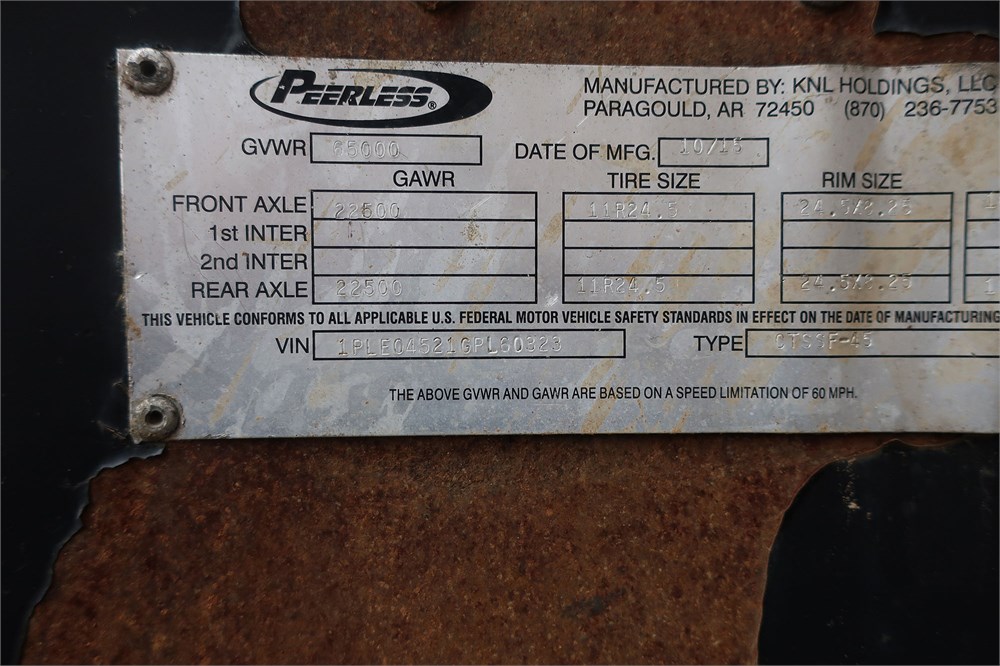 PEERLESS®
MANUFACTURED BY: KNL HOLDINGS, LLC
PARAGOULD, AR 72450 (870) 236-7753
GVWR 65000 DATE OF MFG. 10/15
GAWR TIRE SIZE RIM SIZE
FRONT AXLE 22500 11R24.5 24.5X8.25 1
1st INTER
2nd INTER
REAR AXLE 22500 11R24.5 24.5X8.25 1
THIS VEHICLE CONFORMS TO ALL APPLICABLE U.S. FEDERAL MOTOR VEHICLE SAFETY STANDARDS IN EFFECT ON THE DATE OF MANUFACTURING
VIN 1PLE04521GPL60323 TYPE CTSSF-45
THE ABOVE GVWR AND GAWR ARE BASED ON A SPEED LIMITATION OF 60 MPH.